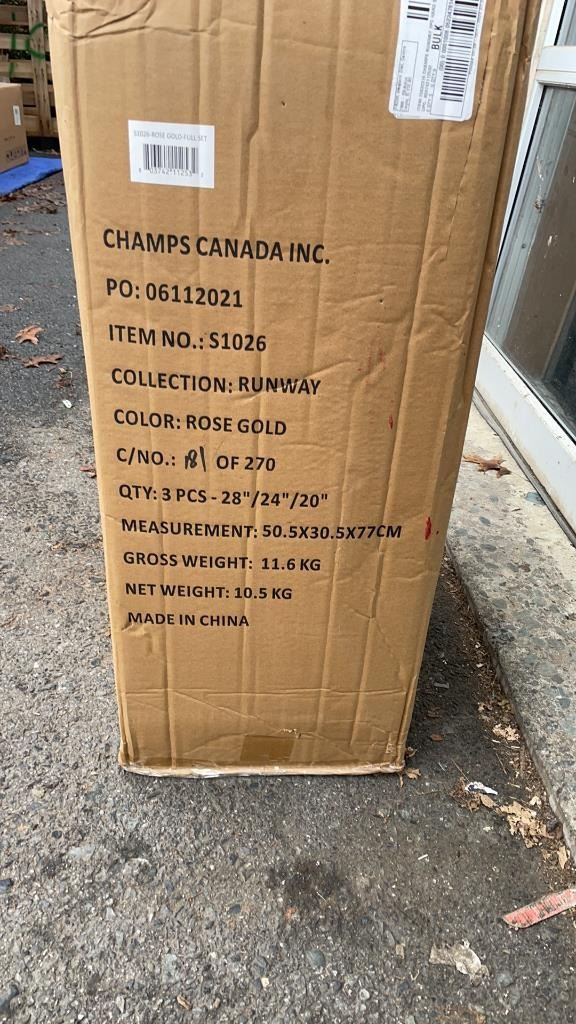 BULK
S1026-ROSE GOLD-FULL SET
CHAMPS CANADA INC.
PO: 06112021
ITEM NO.: S1026
COLLECTION: RUNWAY
COLOR: ROSE GOLD
C/NO.: 181 OF 270
QTY: 3 PCS - 28"/24"/20"
MEASUREMENT: 50.5X30.5X77CM
GROSS WEIGHT: 11.6 KG
NET WEIGHT: 10.5 KG
MADE IN CHINA